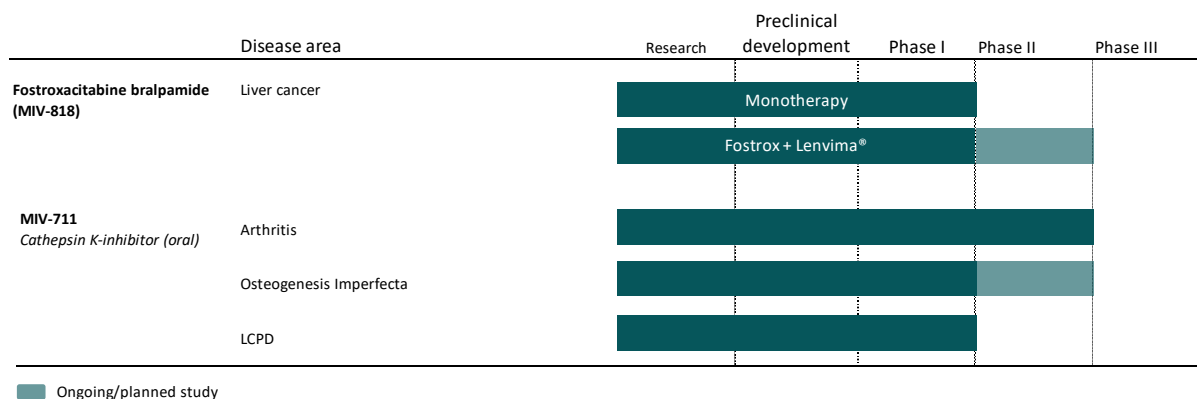 Disease area
Research
Preclinical
development
Phase I
Phase II
Phase III
Fostroxacitabine bralpamide
(MIV-818)
Liver cancer
Monotherapy
Fostrox + Lenvima®
MIV-711
Cathepsin K-inhibitor (oral)
Arthritis
Osteogenesis Imperfecta
LCPD
Ongoing/planned study